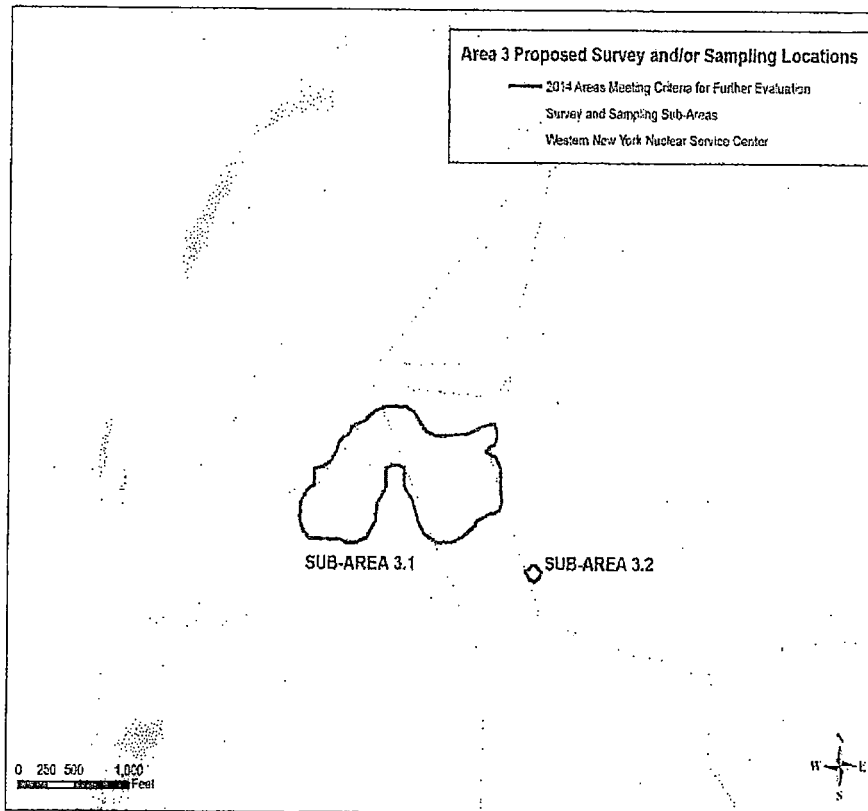 Area 3 Proposed Survey and/or Sampling Locations
2014 Areas Meeting Criteria for Further Evaluation
Survey and Sampling Sub-Areas
Western New York Nuclear Service Center
SUB-AREA 3.1
SUB-AREA 3.2
0 250 500 1,000
Feet
W E
S